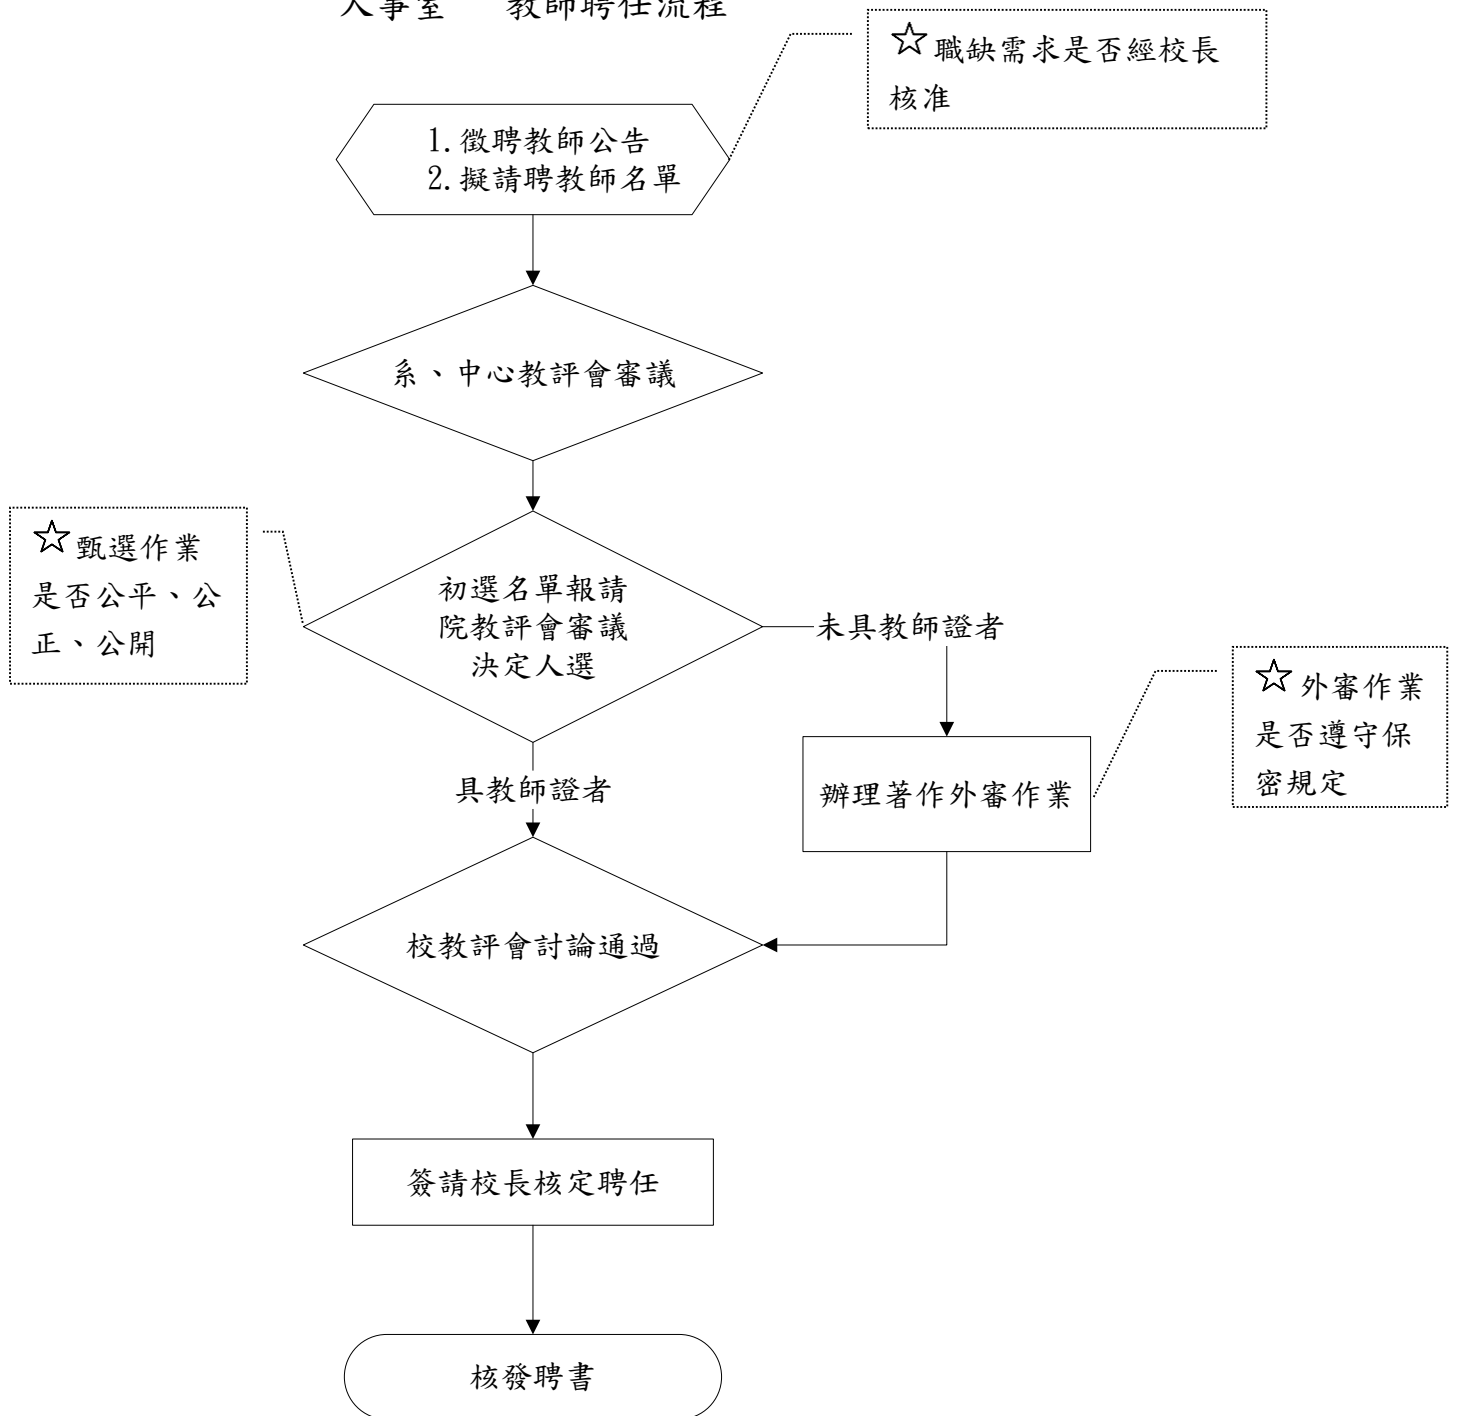 人事室 教師聘任流程
☆職缺需求是否經校長
核准
1.徵聘教師公告
2.擬請聘教師名單
系、中心教評會審議
☆甄選作業
是否公平、公
正、公開
初選名單報請
院教評會審議
決定人選
未具教師證者
☆外審作業
是否遵守保
密規定
具教師證者
辦理著作外審作業
校教評會討論通過
簽請校長核定聘任
核發聘書